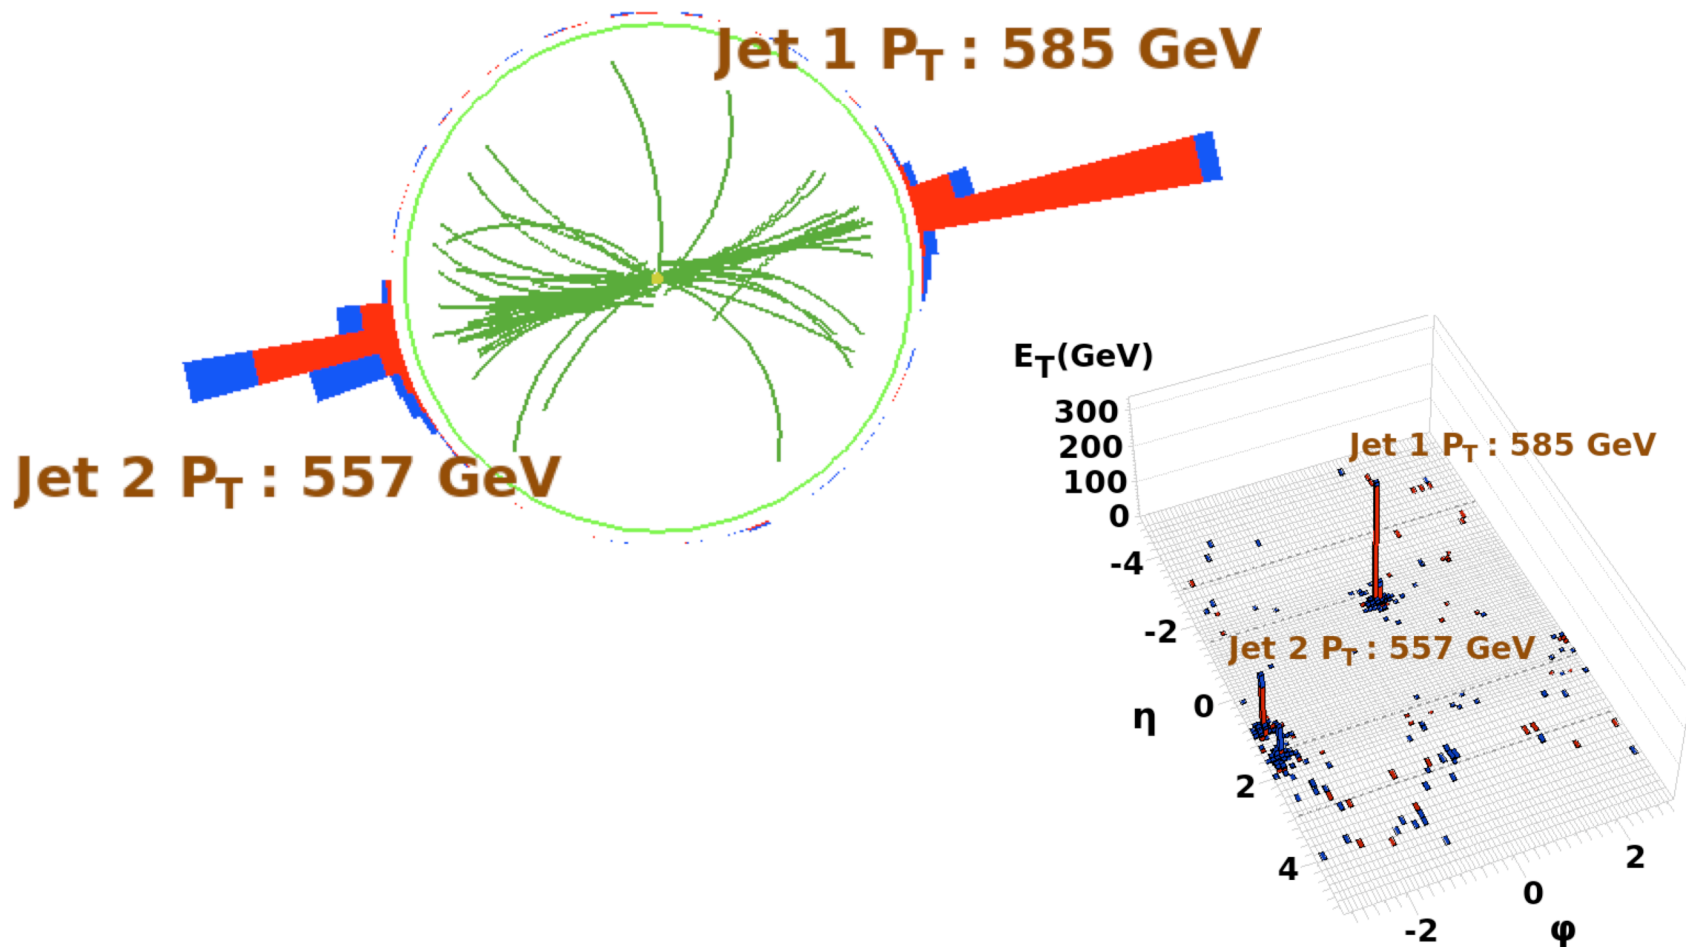 Jet 1 PT : 585 GeV
Jet 2 PT : 557 GeV
ET(GeV)
300
200
100
0
-4
-2
0
2
4
η
Jet 1 PT : 585 GeV
Jet 2 PT : 557 GeV
-2
0
2
φ